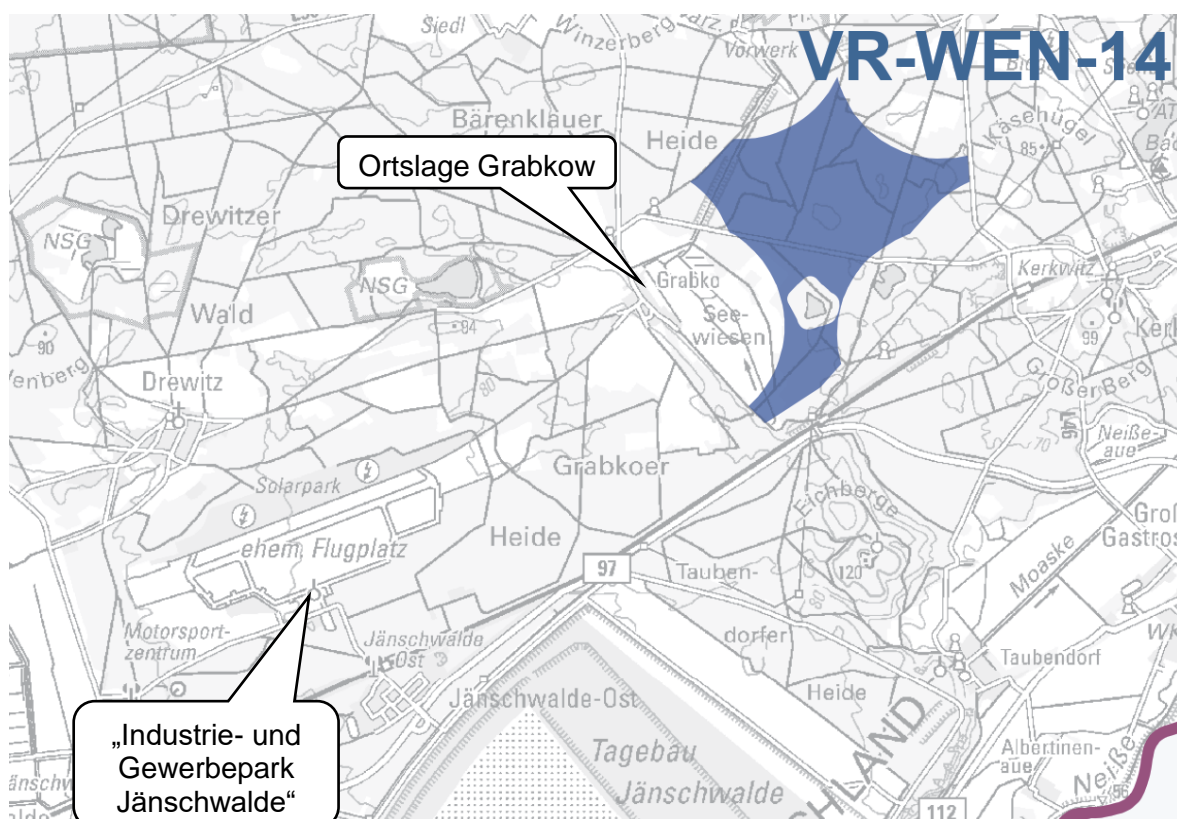 Siedl
Winzerberg
Vorwerk
VR-WEN-14
Bärenklauer
Heide
Käsehügel
85
Ortslage Grabkow
Drewitzer
NSG
NSG
Wald
Grabko
See-
wiesen
Kerkwitz
84
90
99
Drewitz
Großer Berg
80
Neiße-
aue
70
Grabkoer
Solarpark
Eichberge
ehem. Flugplatz
Heide
97
Tauben-
120
Moaske
Motorsport-
zentrum
Jänschwalde
Ost
dorfer
Taubendorf
Jänschwalde-Ost
Heide
„Industrie- und
Gewerbepark
Jänschwalde“
Tagebau
Jänschwalde
Albertinen-
aue
Neiße
112
56